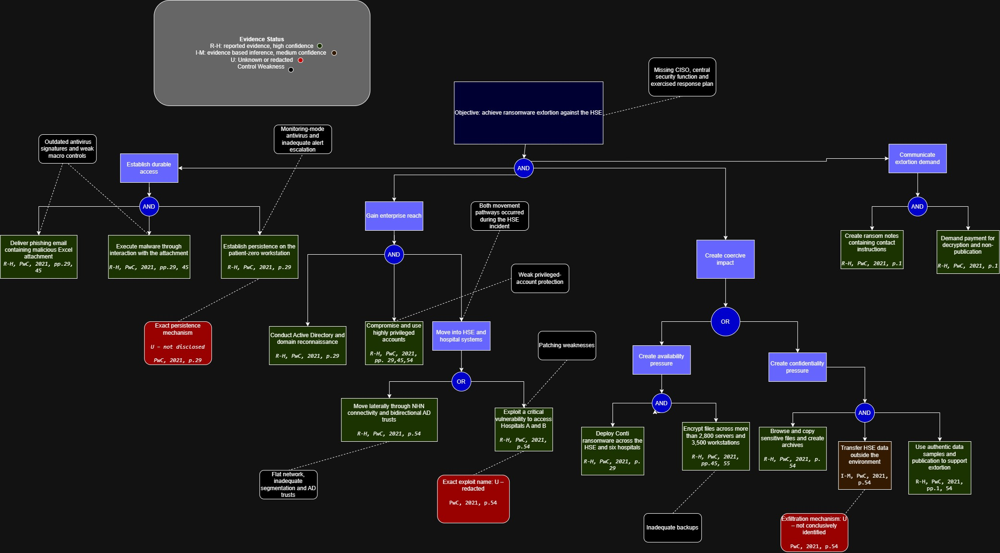 Evidence Status
R-H: reported evidence, high confidence
I-M: evidence based inference, medium confidence
U: Unknown or redacted
Control Weakness
Missing CISO, central
security function and
exercised response plan
Objective: achieve ransomware extortion against the HSE
Monitoring-mode
antivirus and
inadequate alert
escalation
Outdated antivirus
signatures and weak
macro controls
Establish durable
access
AND
Communicate
extortion demand
AND
Deliver phishing email
containing malicious Excel
attachment
R-H, PwC, 2021, pp.29,
45
Execute malware through
interaction with the attachment
R-H, PwC, 2021, pp.29, 45
Establish persistence on the
patient-zero workstation
R-H, PwC, 2021, p.29
Exact persistence
mechanism
U – not disclosed
PwC, 2021, p.29
Gain enterprise reach
AND
Both movement
pathways occurred
during the HSE
incident
Weak privileged-
account protection
Conduct Active Directory and
domain reconnaissance
R-H, PwC, 2021, p.29
Compromise and use
highly privileged
accounts
R-H, PwC, 2021,
pp. 29,45,54
Move into HSE and
hospital systems
OR
Patching weaknesses
Move laterally through NHN
connectivity and bidirectional AD
trusts
R-H, PwC, 2021, p.54
Exploit a critical
vulnerability to access
Hospitals A and B
R-H, PwC, 2021,
p.54
Flat network,
inadequate
segmentation and AD
trusts
Exact exploit name: U –
redacted
PwC, 2021, p.54
Create coercive
impact
OR
Create availability
pressure
AND
Deploy Conti
ransomware across the
HSE and six hospitals
R-H, PwC, 2021, p.
29
Encrypt files across more
than 2,800 servers and
3,500 workstations
R-H, PwC, 2021,
pp.45, 55
Inadequate backups
Create confidentiality
pressure
AND
Browse and copy
sensitive files and create
archives
R-H, PwC, 2021, p.
54
Transfer HSE data
outside the
environment
I-M, PwC, 2021,
p.54
Use authentic data
samples and
publication to support
extortion
R-H, PwC, 2021,
pp.1, 54
Exfiltration mechanism: U
– not conclusively
identified
PwC, 2021, p.54
AND
Create ransom notes
containing contact
instructions
R-H, PwC, 2021, p.1
Demand payment for
decryption and non-
publication
R-H, PwC, 2021, p.1